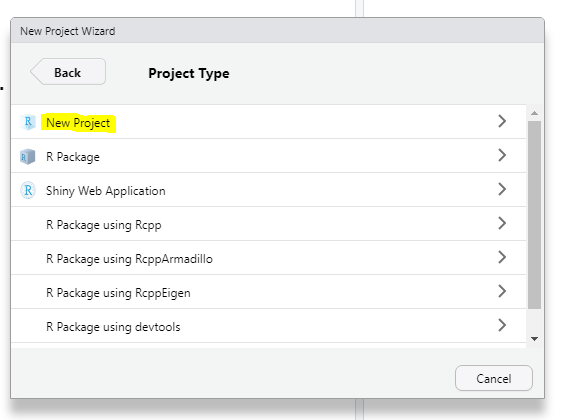 New Project Wizard
Back
Project Type
R New Project
R R Package
R Shiny Web Application
R Package using Rcpp
R Package using RcppArmadillo
R Package using RcppEigen
R Package using devtools
Cancel